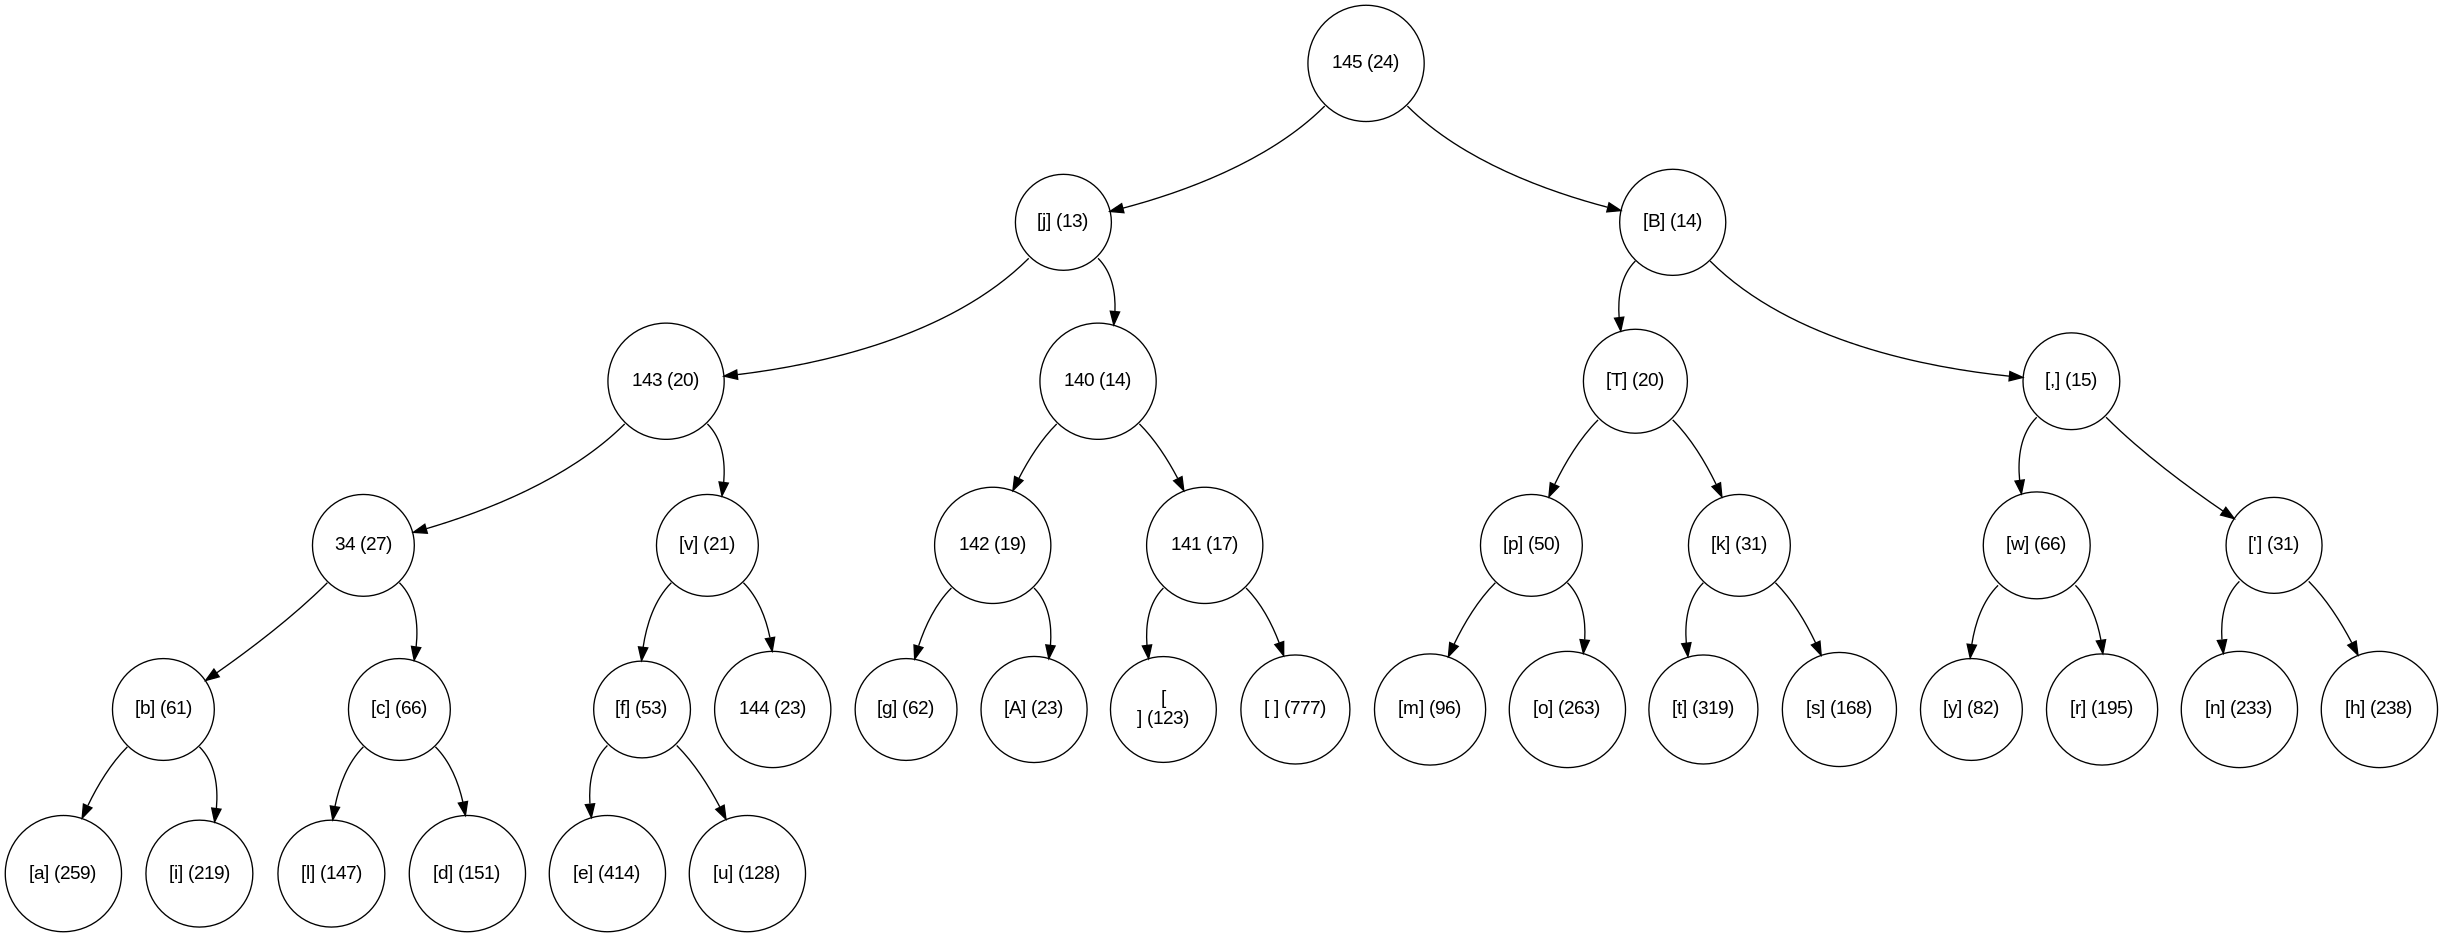 145 (24)
[j] (13)
[B] (14)
143 (20)
140 (14)
[T] (20)
[,] (15)
34 (27)
[v] (21)
142 (19)
141 (17)
[p] (50)
[k] (31)
[w] (66)
['] (31)
[b] (61)
[c] (66)
[f] (53)
144 (23)
[g] (62)
[A] (23)
[
] (123)
[ ] (777)
[m] (96)
[o] (263)
[t] (319)
[s] (168)
[y] (82)
[r] (195)
[n] (233)
[h] (238)
[a] (259)
[i] (219)
[l] (147)
[d] (151)
[e] (414)
[u] (128)